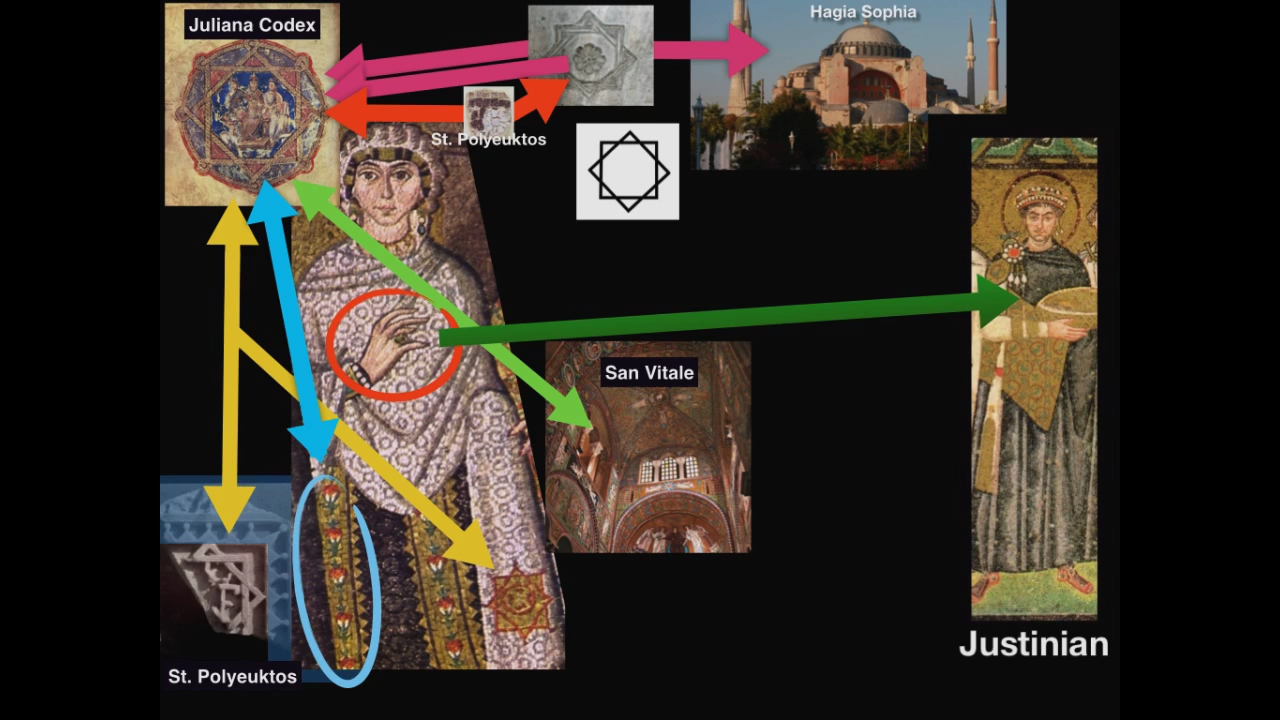 Juliana Codex
Hagia Sophia
St. Polyeuktos
San Vitale
Justinian
St. Polyeuktos